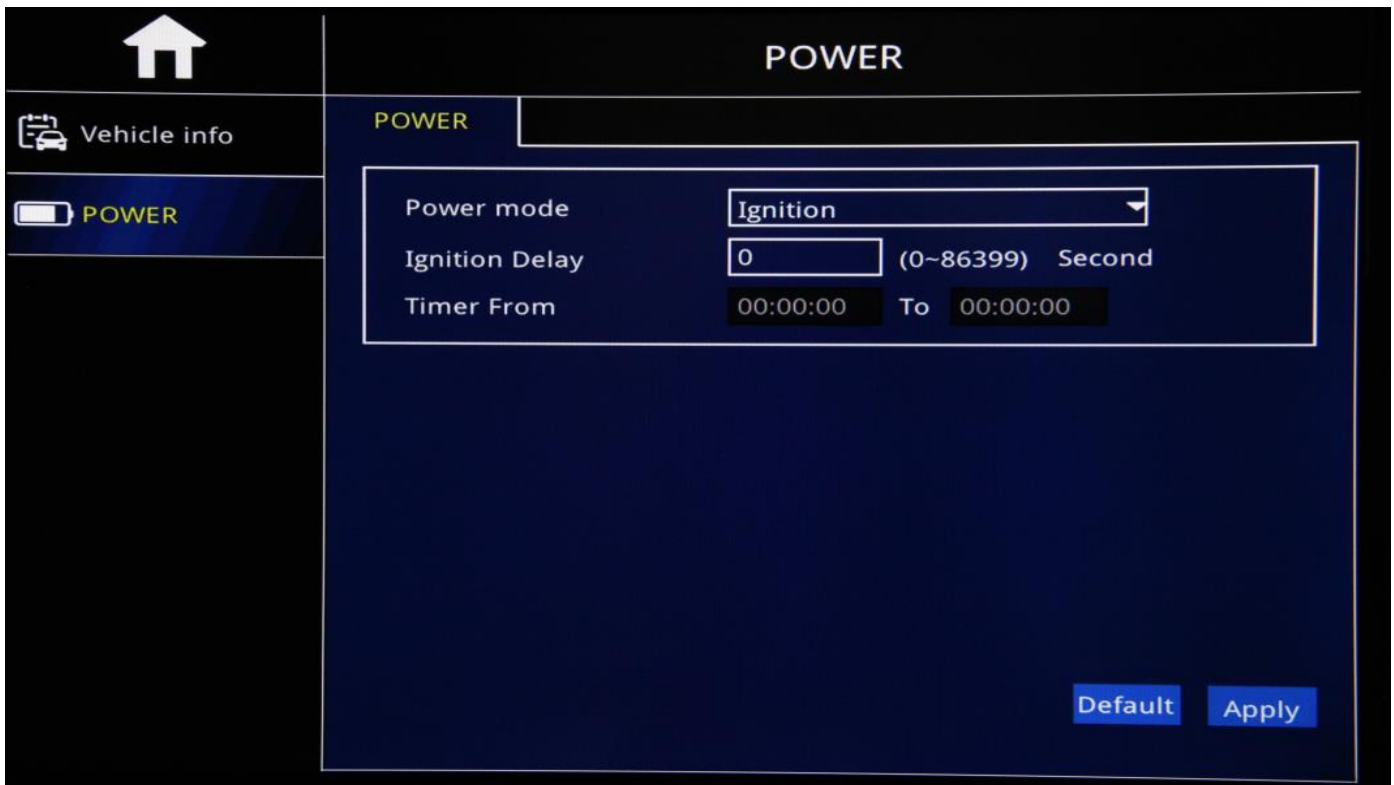 POWER
Vehicle info
POWER
POWER
Power mode Ignition
Ignition Delay 0 (0~86399) Second
Timer From 00:00:00 To 00:00:00
Default Apply